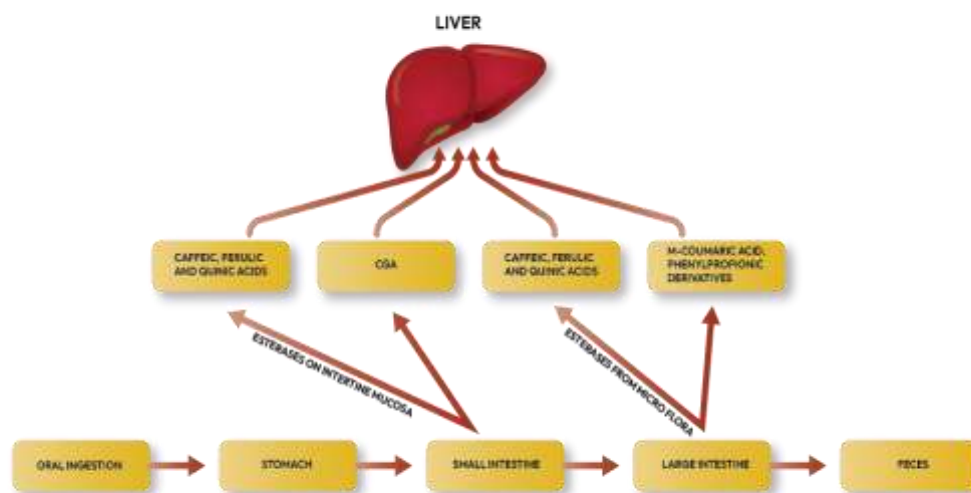 LIVER
CAFFEIC, FERULIC
AND QUINIC ACIDS
CGA
CAFFEIC, FERULIC
AND QUINIC ACIDS
M-COUMARIC ACID,
PHENYLPROPIONIC
DERIVATIVES
ESTERASES ON INTERTINE MUCOSA
ESTERASES FROM MICRO FLORA
ORAL INGESTION
STOMACH
SMALL INTESTINE
LARGE INTESTINE
FECES